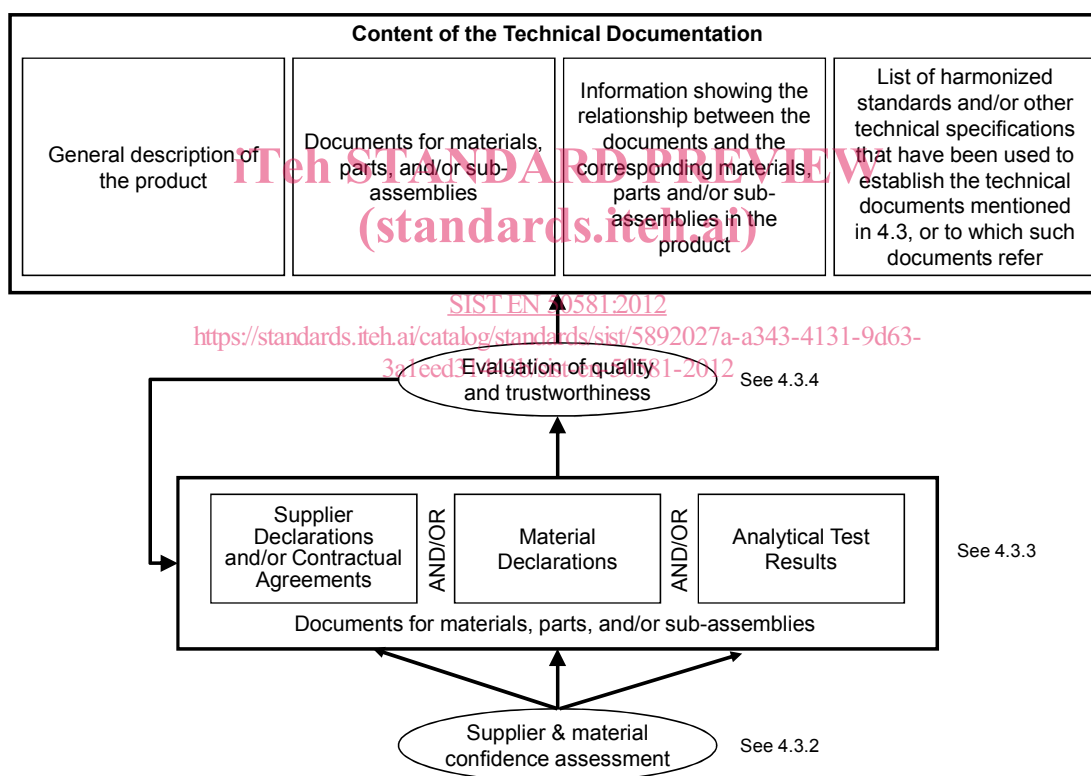 Content of the Technical Documentation
General description of
the product
Documents for materials,
parts, and/or sub-
assemblies
Information showing the
relationship between the
documents and the
corresponding materials,
parts and/or sub-
assemblies in the
product
List of harmonized
standards and/or other
technical specifications
that have been used to
establish the technical
documents mentioned
in 4.3, or to which such
documents refer
iTeh STANDARD PREVIEW
(standards.iteh.ai)
SIST EN 50581:2012
https://standards.iteh.ai/catalog/standards/sist/5892027a-a343-4131-9d63-
Evaluation of quality
and trustworthiness
See 4.3.4
Supplier
Declarations
and/or Contractual
Agreements
AND/OR
Material
Declarations
AND/OR
Analytical Test
Results
See 4.3.3
Documents for materials, parts, and/or sub-assemblies
Supplier & material
confidence assessment
See 4.3.2